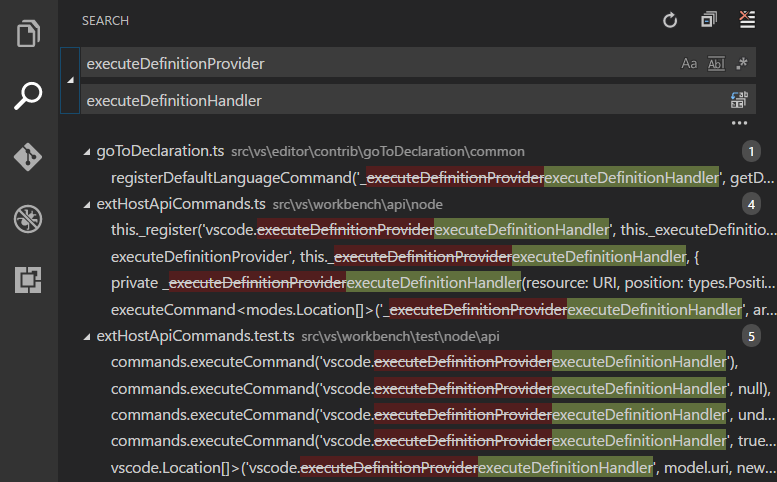 SEARCH
executeDefinitionProvider Aa Abl .*
executeDefinitionHandler
goToDeclaration.ts src\vs\editor\contrib\goToDeclaration\common 1
registerDefaultLanguageCommand('_executeDefinitionProviderexecuteDefinitionHandler', getD...
extHostApiCommands.ts src\vs\workbench\api\node 4
this._register('vscode.executeDefinitionProviderexecuteDefinitionHandler', this._executeDefinitio...
executeDefinitionProvider', this._executeDefinitionProviderexecuteDefinitionHandler, {
private _executeDefinitionProviderexecuteDefinitionHandler(resource: URI, position: types.Positi...
executeCommand<modes.Location[]>('_executeDefinitionProviderexecuteDefinitionHandler', ar...
extHostApiCommands.test.ts src\vs\workbench\test\node\api 5
commands.executeCommand('vscode.executeDefinitionProviderexecuteDefinitionHandler'),
commands.executeCommand('vscode.executeDefinitionProviderexecuteDefinitionHandler', null),
commands.executeCommand('vscode.executeDefinitionProviderexecuteDefinitionHandler', und...
commands.executeCommand('vscode.executeDefinitionProviderexecuteDefinitionHandler', true...
vscode.Location[]>('vscode.executeDefinitionProviderexecuteDefinitionHandler', model.uri, new...